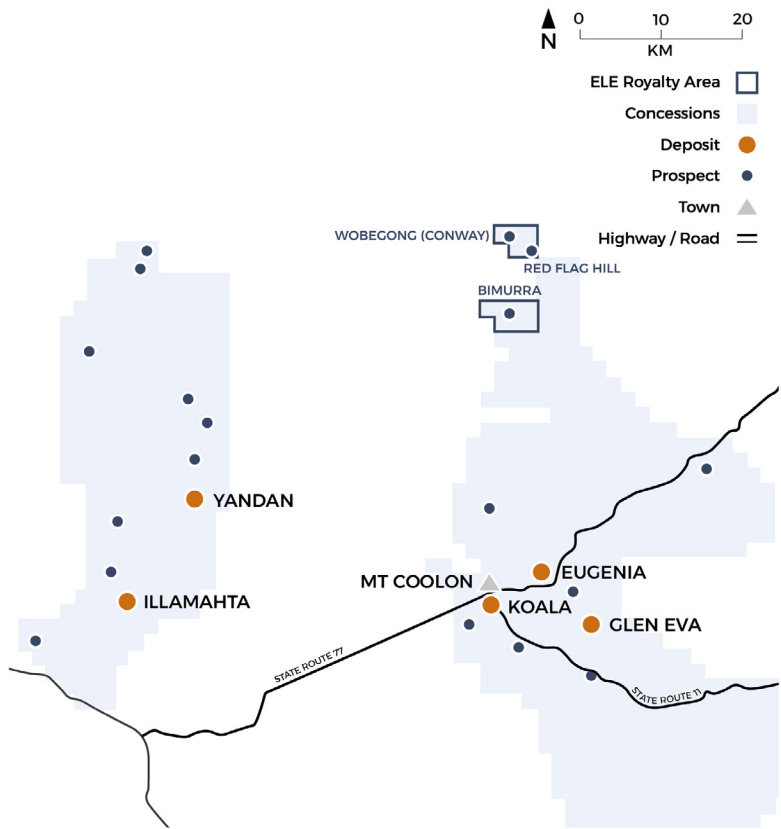 0 10 20
KM
N
ELE Royalty Area
Concessions
Deposit
Prospect
Town
Highway / Road
WOBEGONG (CONWAY)
RED FLAG HILL
BIMURRA
YANDAN
EUGENIA
MT COOLON
ILLAMAHTA
KOALA
GLEN EVA
STATE ROUTE 77
STATE ROUTE 11